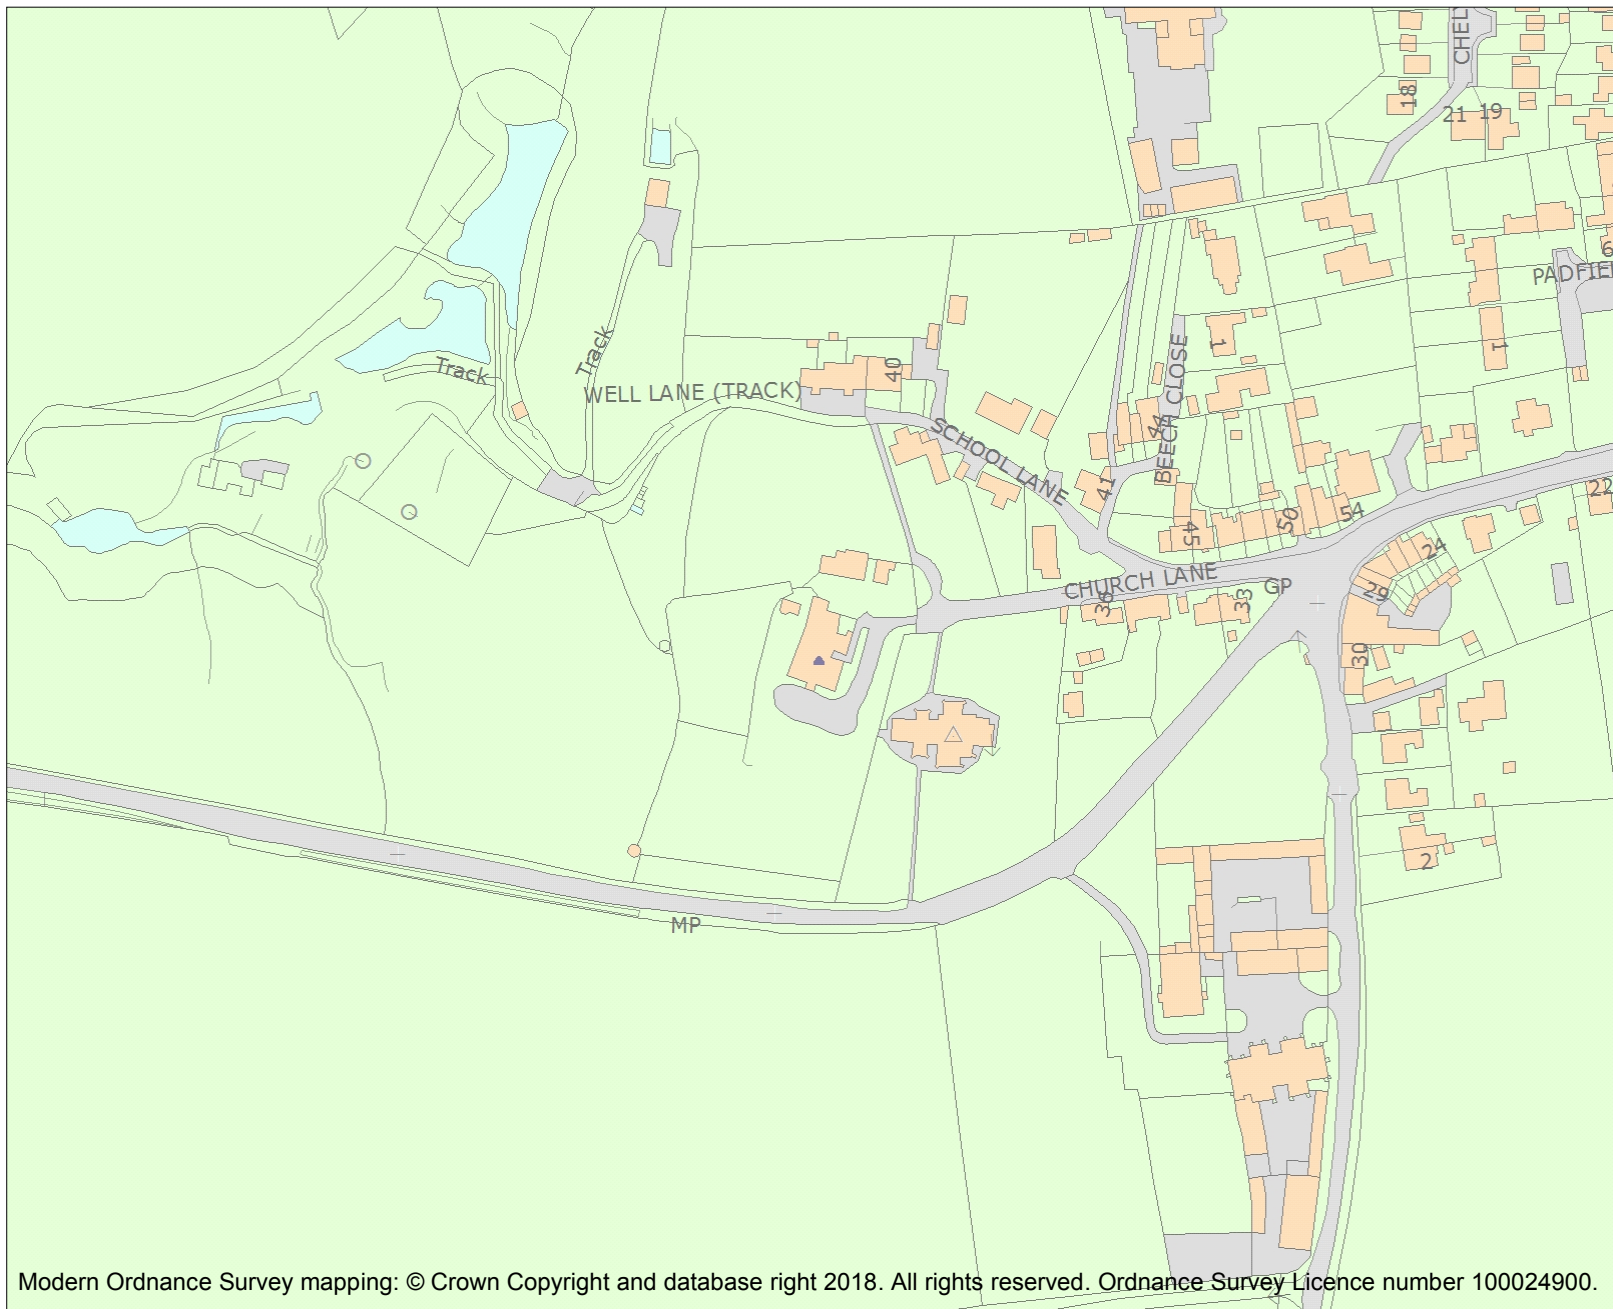 CHEL
18
21 19
6
PADFIE
1
1
Track
Track
40
WELL LANE (TRACK)
SCHOOL LANE
BEECH CLOSE
44
41
45
50
54
22
24
29
30
CHURCH LANE
GP
36
33
2
MP
Modern Ordnance Survey mapping: © Crown Copyright and database right 2018. All rights reserved. Ordnance Survey Licence number 100024900.